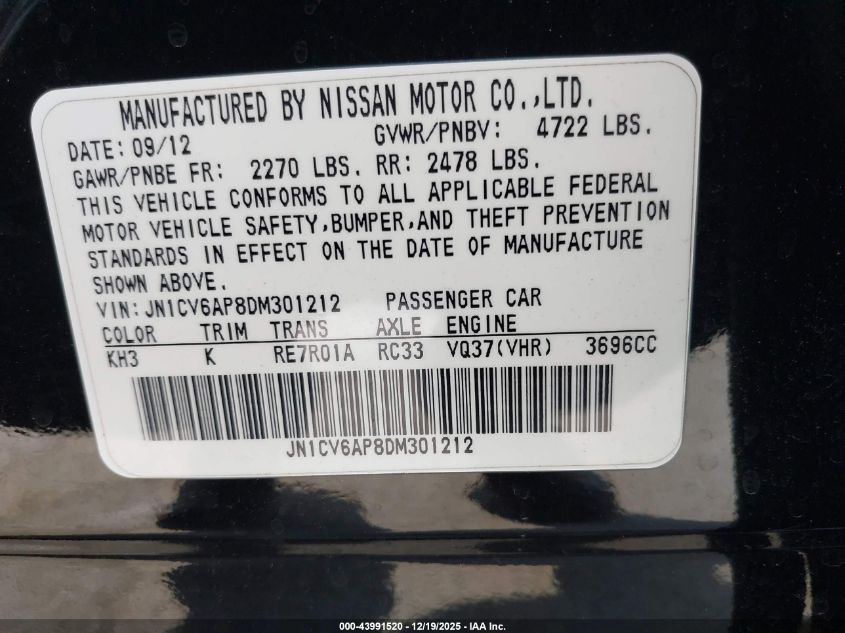 MANUFACTURED BY NISSAN MOTOR CO.,LTD.
DATE: 09/12 GVWR/PNBV: 4722 LBS.
GAWR/PNBE FR: 2270 LBS. RR: 2478 LBS.
THIS VEHICLE CONFORMS TO ALL APPLICABLE FEDERAL
MOTOR VEHICLE SAFETY,BUMPER,AND THEFT PREVENTION
STANDARDS IN EFFECT ON THE DATE OF MANUFACTURE
SHOWN ABOVE.
VIN:JN1CV6AP8DM301212 PASSENGER CAR
COLOR TRIM TRANS AXLE ENGINE
KH3 K RE7R01A RC33 VQ37(VHR) 3696CC
JN1CV6AP8DM301212
000-43991520 • 12/19/2025 • IAA Inc.